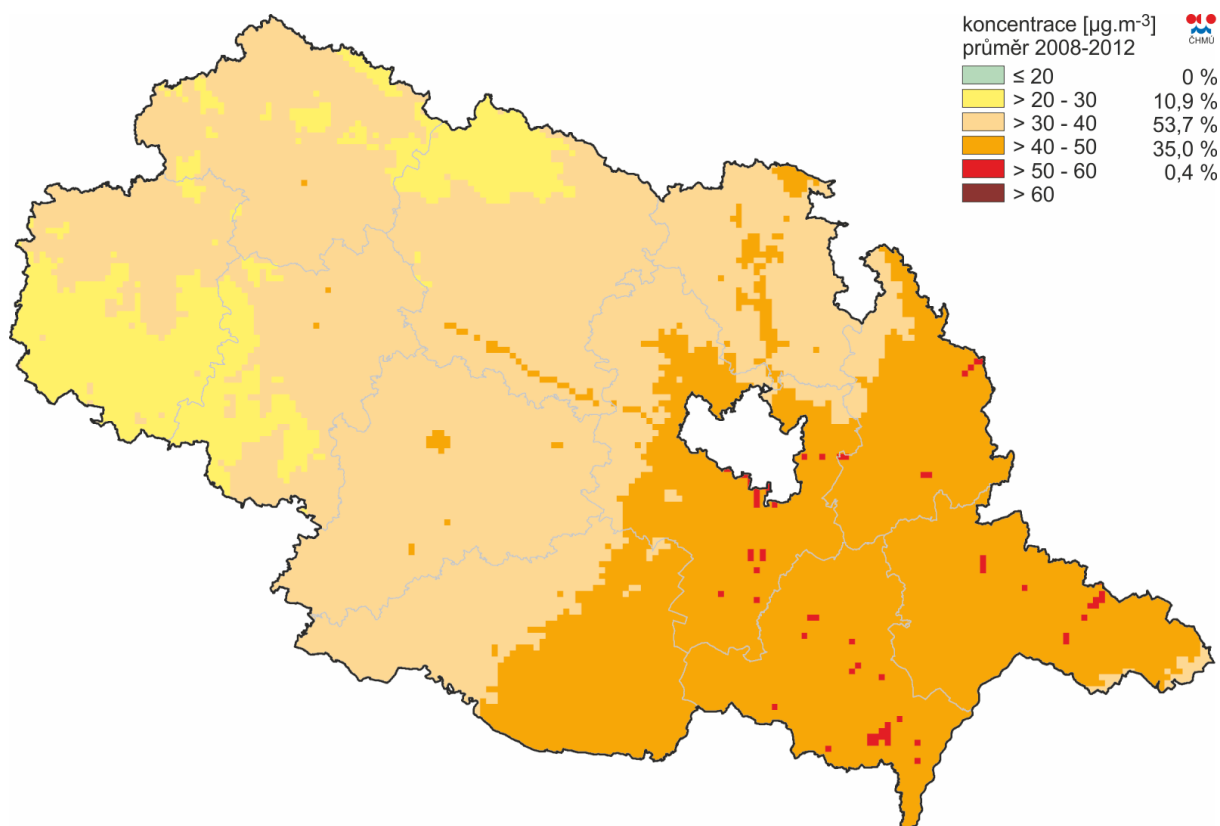 koncentrace [µg.m-3]
průměr 2008-2012
ČHMÚ
≤ 20 0 %
> 20 - 30 10,9 %
> 30 - 40 53,7 %
> 40 - 50 35,0 %
> 50 - 60 0,4 %
> 60